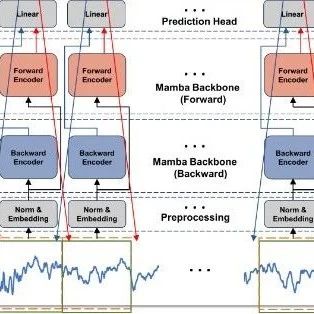 Linear
Linear
• • •
Prediction Head
Linear
Forward
Encoder
Forward
Encoder
• • •
Mamba Backbone
(Forward)
Forward
Encoder
Backward
Encoder
Backward
Encoder
• • •
Mamba Backbone
(Backward)
Backward
Encoder
Norm &
Embedding
Norm &
Embedding
• • •
Preprocessing
Norm &
Embedding
• • •